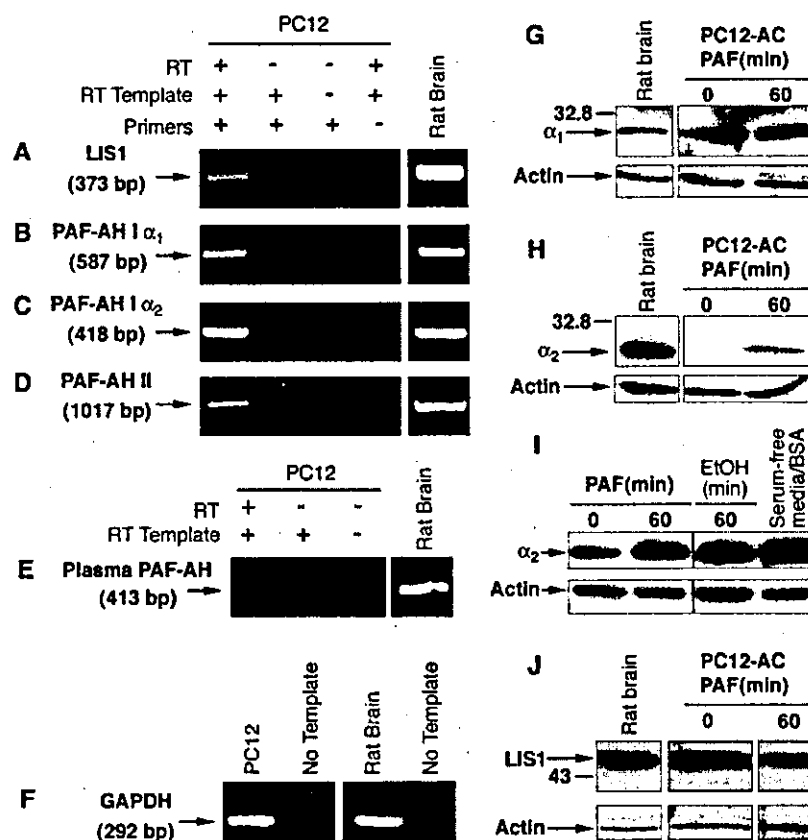 PC12
RT + - - +
RT Template + + - +
Primers + + + -
Rat Brain
A LIS1
(373 bp)
B PAF-AH I α1
(587 bp)
C PAF-AH I α2
(418 bp)
D PAF-AH II
(1017 bp)
PC12
RT + - -
RT Template + + -
Rat Brain
E Plasma PAF-AH
(413 bp)
PC12
No Template
Rat Brain
No Template
F GAPDH
(292 bp)
G
Rat brain
PC12-AC
PAF(min)
0 60
32.8
α1
Actin
H
Rat brain
PC12-AC
PAF(min)
0 60
32.8
α2
Actin
I
PAF(min)
0 60
EtOH
(min)
60
Serum-free
media/BSA
α2
Actin
J
Rat brain
PC12-AC
PAF(min)
0 60
LIS1
43
Actin